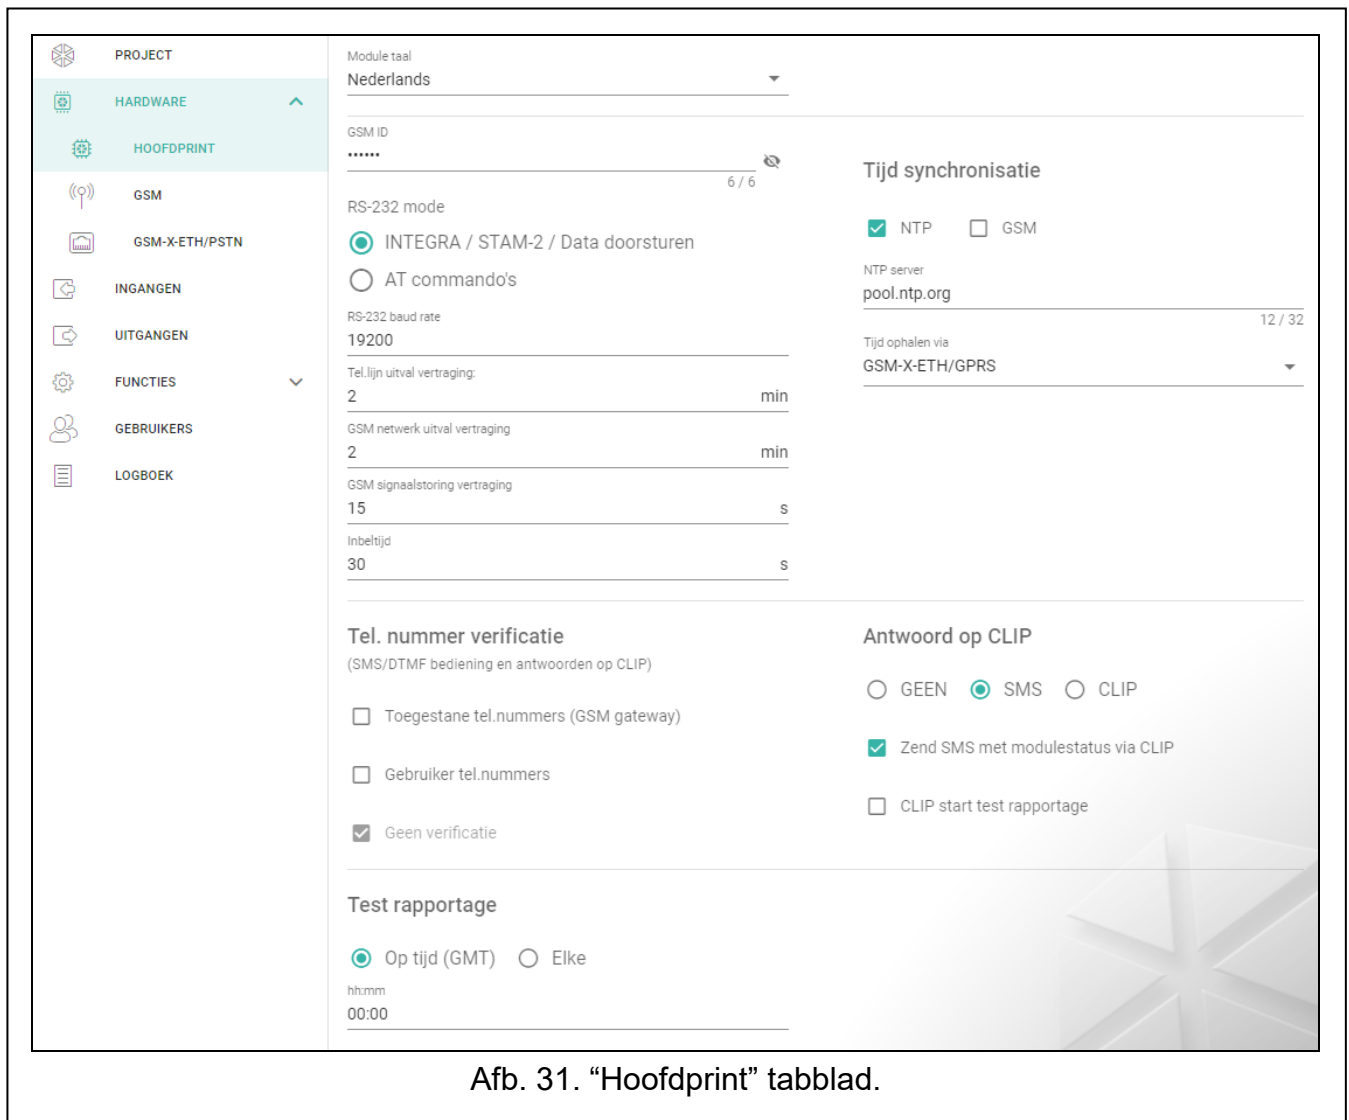 PROJECT
HARDWARE
HOOFDPRINT
GSM
GSM-X-ETH/PSTN
INGANGEN
UITGANGEN
FUNCTIES
GEBRUIKERS
LOGBOEK
Module taal
Nederlands
GSM ID
••••••
6 / 6
RS-232 mode
INTEGRA / STAM-2 / Data doorsturen
AT commando's
RS-232 baud rate
19200
Tel.lijn uitval vertraging:
2 min
GSM netwerk uitval vertraging
2 min
GSM signaalstoring vertraging
15 s
Inbeltijd
30 s
Tijd synchronisatie
NTP GSM
NTP server
pool.ntp.org
12 / 32
Tijd ophalen via
GSM-X-ETH/GPRS
Tel. nummer verificatie
(SMS/DTMF bediening en antwoorden op CLIP)
Toegestane tel.nummers (GSM gateway)
Gebruiker tel.nummers
Geen verificatie
Antwoord op CLIP
GEEN SMS CLIP
Zend SMS met modulestatus via CLIP
CLIP start test rapportage
Test rapportage
Op tijd (GMT) Elke
hh:mm
00:00
Afb. 31. “Hoofdprint” tabblad.